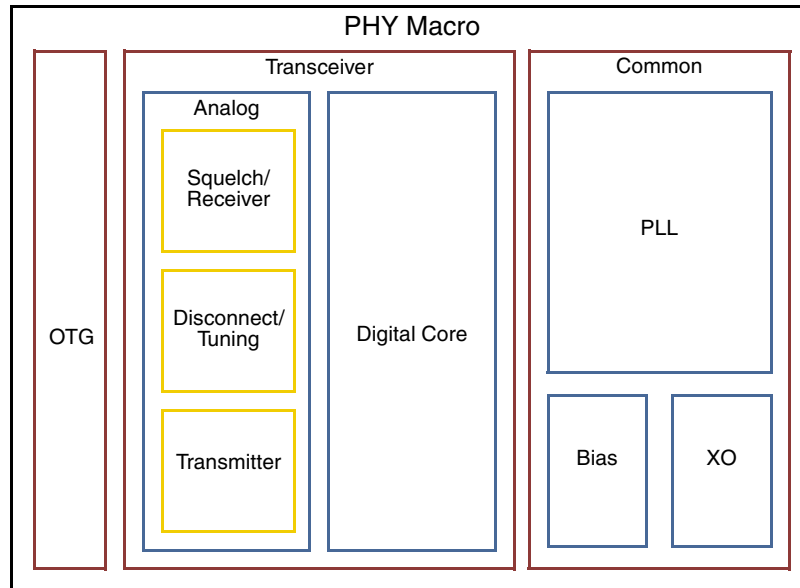 PHY Macro
Transceiver
Common
Analog
Squelch/
Receiver
PLL
OTG
Disconnect/
Tuning
Digital Core
Transmitter
Bias
XO